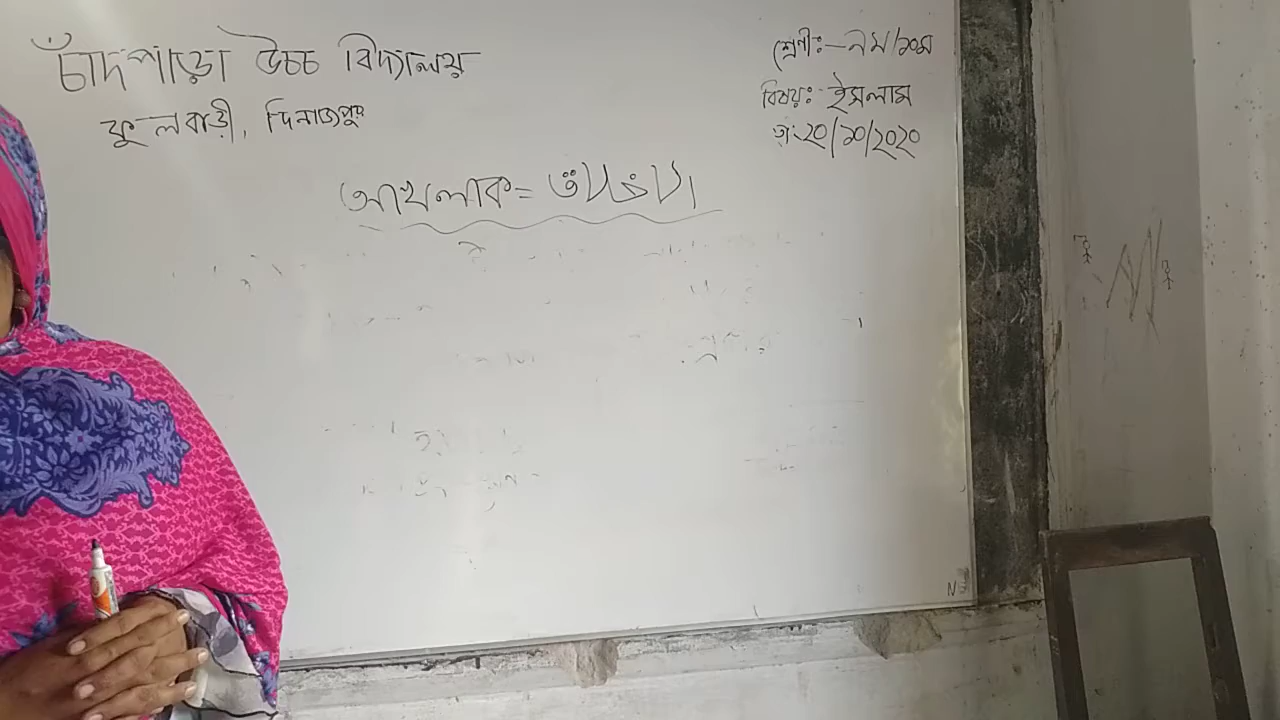 চাঁদপাড়া উচ্চ বিদ্যালয়
ফুলবাড়ী, দিনাজপুর
শ্রেণীঃ- ৯ম/১০ম
বিষয়ঃ ইসলাম
তাং ২০/১০/২০২০
আখলাক =